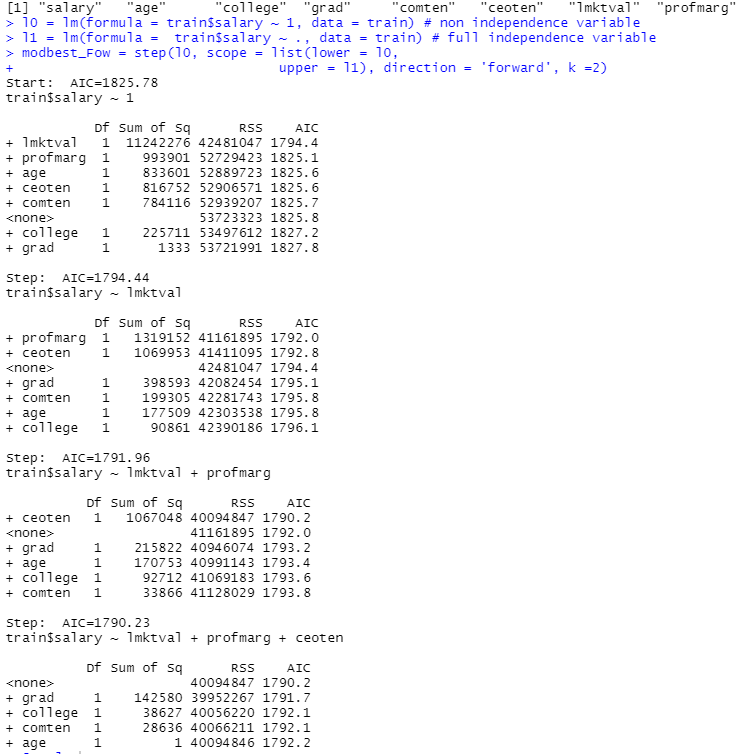 [1] "salary"   "age"      "college"  "grad"     "comten"   "ceoten"   "lmktval"  "profmarg"
> l0 = lm(formula = train$salary ~ 1, data = train) # non independence variable
> l1 = lm(formula =  train$salary ~ ., data = train) # full independence variable
> modbest_Fow = step(l0, scope = list(lower = l0,
+                                  upper = l1), direction = 'forward', k =2)
Start:  AIC=1825.78
train$salary ~ 1
           Df Sum of Sq      RSS    AIC
+ lmktval   1  11242276 42481047 1794.4
+ profmarg  1    993901 52729423 1825.1
+ age       1    833601 52889723 1825.6
+ ceoten    1    816752 52906571 1825.6
+ comten    1    784116 52939207 1825.7
<none>                  53723323 1825.8
+ college   1    225711 53497612 1827.2
+ grad      1      1333 53721991 1827.8
Step:  AIC=1794.44
train$salary ~ lmktval
           Df Sum of Sq      RSS    AIC
+ profmarg  1   1319152 41161895 1792.0
+ ceoten    1   1069953 41411095 1792.8
<none>                  42481047 1794.4
+ grad      1    398593 42082454 1795.1
+ comten    1    199305 42281743 1795.8
+ age       1    177509 42303538 1795.8
+ college   1     90861 42390186 1796.1
Step:  AIC=1791.96
train$salary ~ lmktval + profmarg
          Df Sum of Sq      RSS    AIC
+ ceoten   1   1067048 40094847 1790.2
<none>                 41161895 1792.0
+ grad     1    215822 40946074 1793.2
+ age      1    170753 40991143 1793.4
+ college  1     92712 41069183 1793.6
+ comten   1     33866 41128029 1793.8
Step:  AIC=1790.23
train$salary ~ lmktval + profmarg + ceoten
          Df Sum of Sq      RSS    AIC
<none>                 40094847 1790.2
+ grad     1    142580 39952267 1791.7
+ college  1     38627 40056220 1792.1
+ comten   1     28636 40066211 1792.1
+ age      1         1 40094846 1792.2